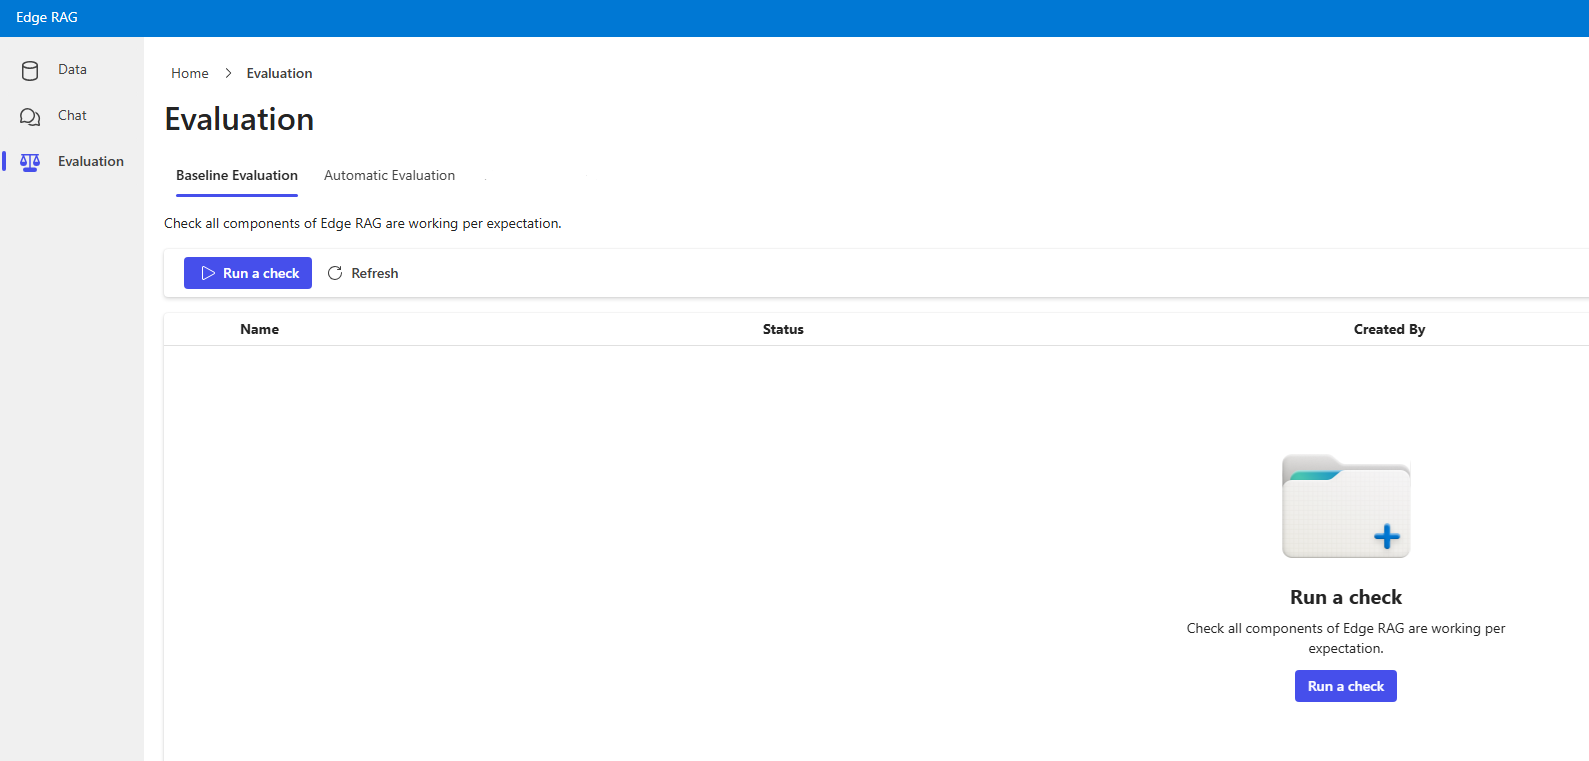 Edge RAG
Data
Chat
Evaluation
Home > Evaluation
Evaluation
Baseline Evaluation Automatic Evaluation
Check all components of Edge RAG are working per expectation.
Run a check Refresh
Name Status Created By
Run a check
Check all components of Edge RAG are working per
expectation.
Run a check